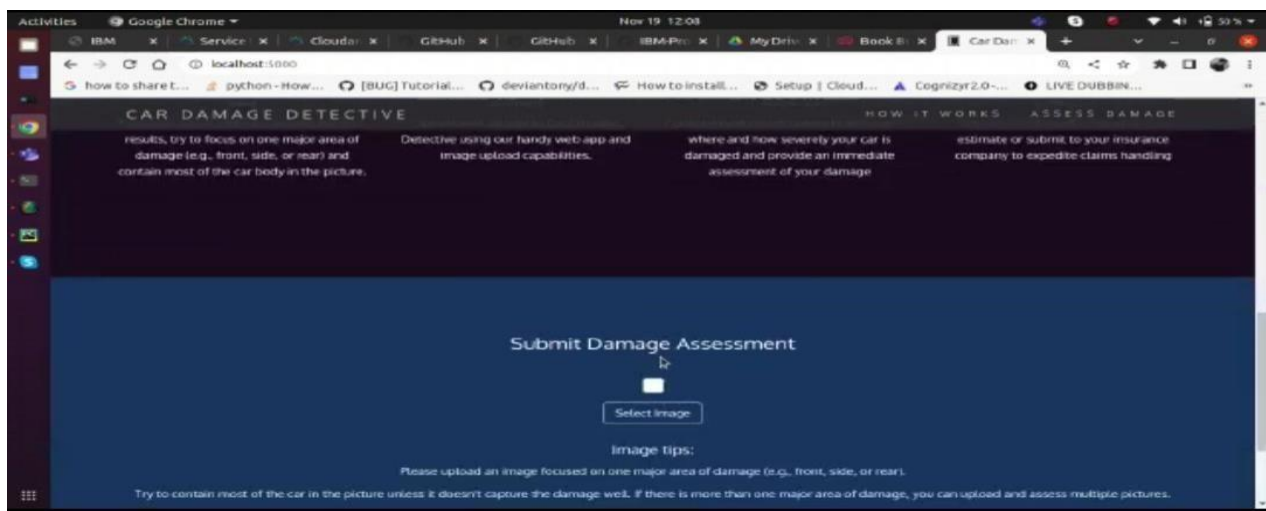 Activities Google Chrome Nov 19 12:08 50 %
IBM Service Cloudan GitHub GitHub IBM-Pro My Driv Book B Car Dam
localhost:5000
how to share t... python - How... [BUG] Tutorial... deviantony/d... How to install... Setup | Cloud... Cognizyr2.0-... LIVE DUBBIN...
CAR DAMAGE DETECTIVE HOW IT WORKS ASSESS DAMAGE
results, try to focus on one major area of
damage (e.g., front, side, or rear) and
contain most of the car body in the picture.
Detective using our handy web app and
image upload capabilities.
where and how severely your car is
damaged and provide an immediate
assessment of your damage
estimate or submit to your insurance
company to expedite claims handling
Submit Damage Assessment
Select Image
Image tips:
Please upload an image focused on one major area of damage (e.g., front, side, or rear).
Try to contain most of the car in the picture unless it doesn't capture the damage well. If there is more than one major area of damage, you can upload and assess multiple pictures.